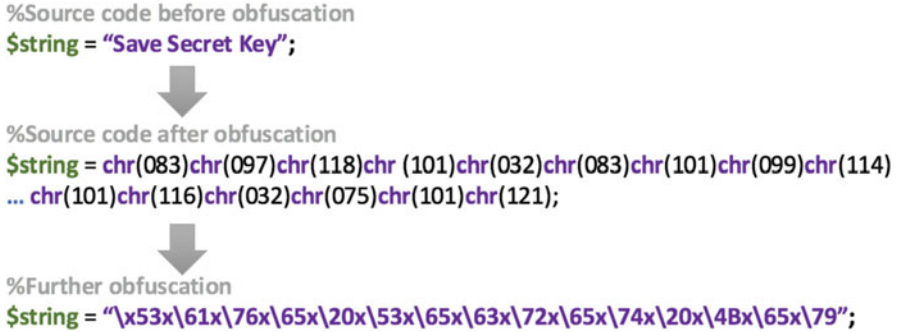 %Source code before obfuscation
$string = “Save Secret Key”;
%Source code after obfuscation
$string = chr(083)chr(097)chr(118)chr (101)chr(032)chr(083)chr(101)chr(099)chr(114)
... chr(101)chr(116)chr(032)chr(075)chr(101)chr(121);
%Further obfuscation
$string = “\x53x\61x\76x\65x\20x\53x\65x\63x\72x\65x\74x\20x\4Bx\65x\79”;